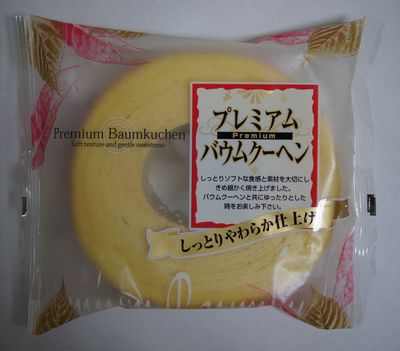 Premium Baumkuchen
Soft texture and gentle sweetness
プレミアム
Premium
バウムクーヘン
しっとりソフトな食感と素材を大切にし
きめ細かく焼き上げました。
バウムクーヘンと共にゆったりとした
時をお楽しみ下さい。
しっとりやわらか仕上げ